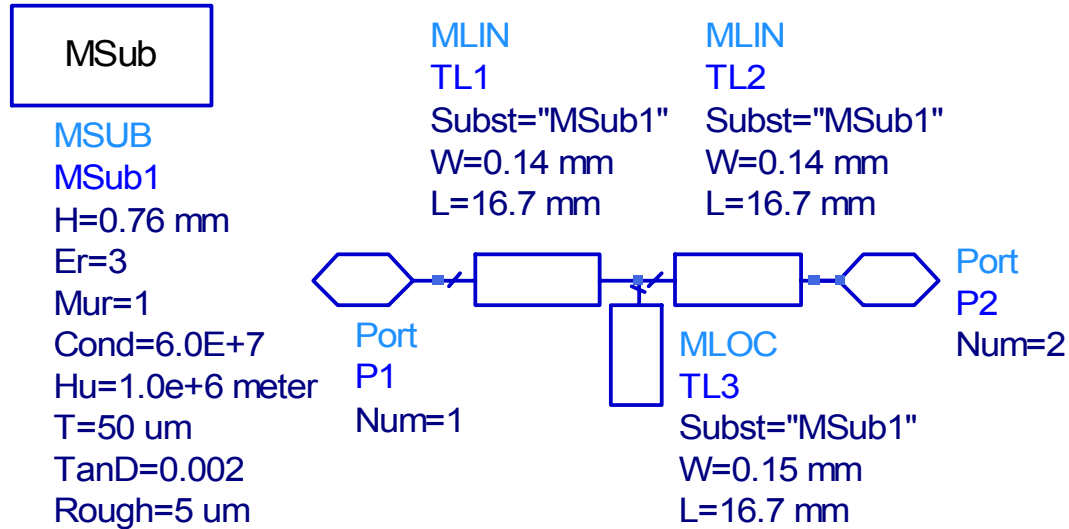 MSub
MSUB
MSub1
H=0.76 mm
Er=3
Mur=1
Cond=6.0E+7
Hu=1.0e+6 meter
T=50 um
TanD=0.002
Rough=5 um
MLIN
TL1
Subst="MSub1"
W=0.14 mm
L=16.7 mm
MLIN
TL2
Subst="MSub1"
W=0.14 mm
L=16.7 mm
Port
P1
Num=1
MLOC
TL3
Subst="MSub1"
W=0.15 mm
L=16.7 mm
Port
P2
Num=2